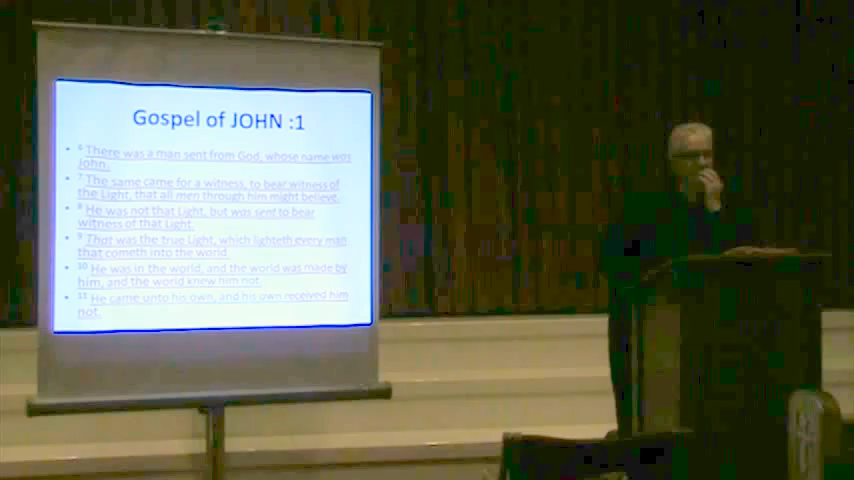 Gospel of JOHN :1
• 6 There was a man sent from God, whose name was
John.
• 7 The same came for a witness, to bear witness of
the Light, that all men through him might believe.
• 8 He was not that Light, but was sent to bear
witness of that Light.
• 9 That was the true Light, which lighteth every man
that cometh into the world.
• 10 He was in the world, and the world was made by
him, and the world knew him not.
• 11 He came unto his own, and his own received him
not.